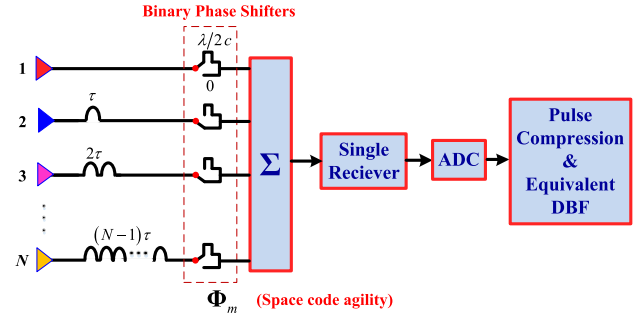 Binary Phase Shifters
λ/2c
1
0
τ
2
2τ
3
Σ
Single
Reciever
ADC
Pulse
Compression
&
Equivalent
DBF
(N−1)τ
N
Φm
(Space code agility)